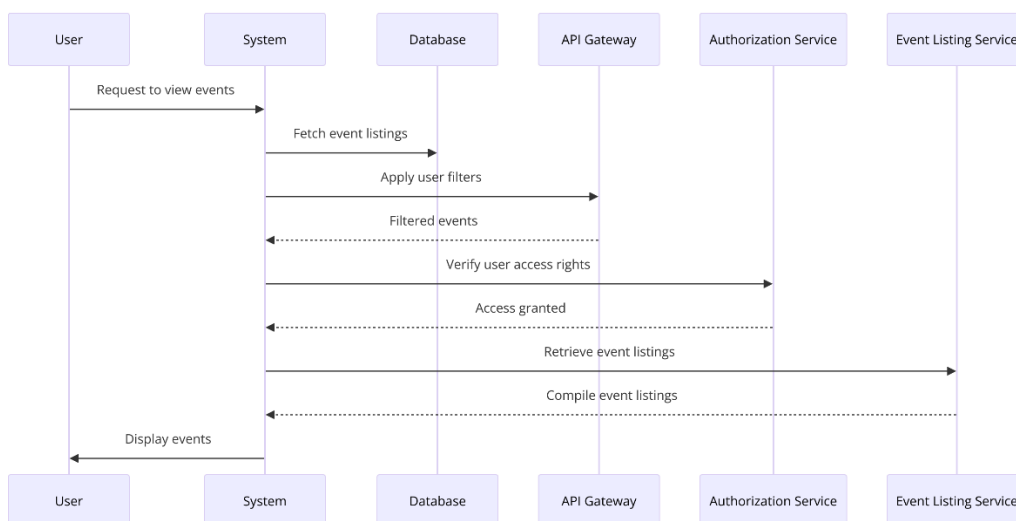 User
System
Database
API Gateway
Authorization Service
Event Listing Service
Request to view events
Fetch event listings
Apply user filters
Filtered events
Verify user access rights
Access granted
Retrieve event listings
Compile event listings
Display events
User
System
Database
API Gateway
Authorization Service
Event Listing Service